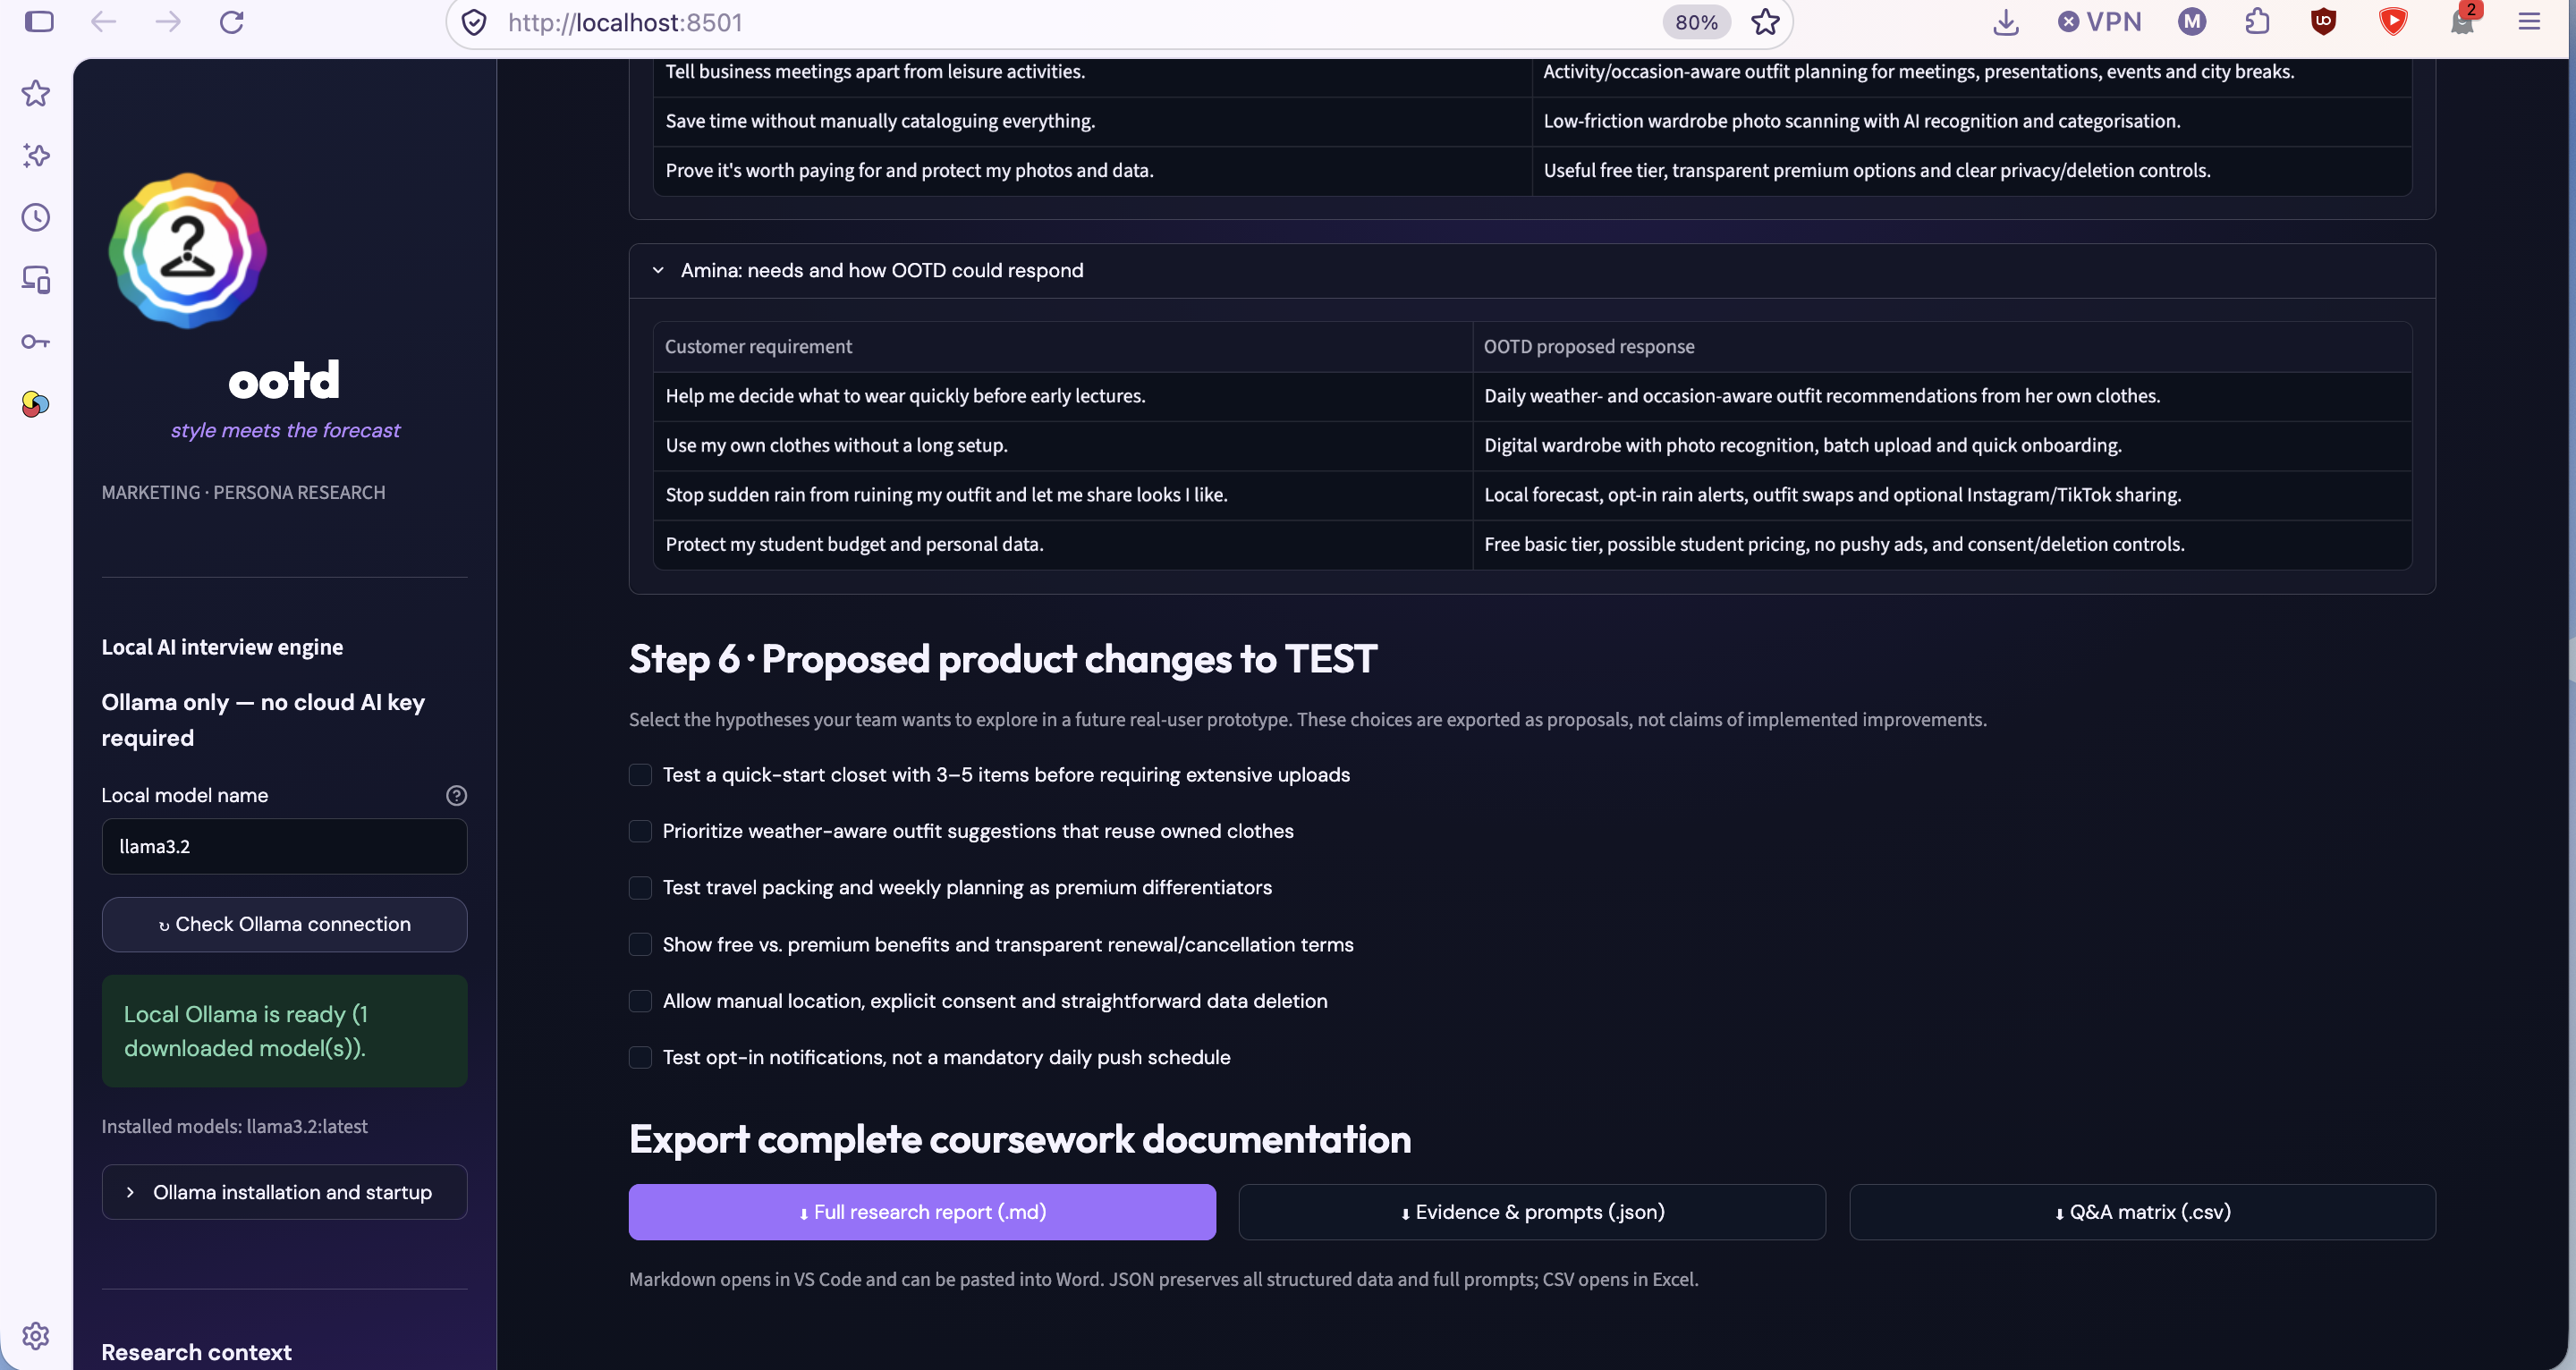 http://localhost:8501
80%
VPN
M
2
ootd
style meets the forecast
MARKETING · PERSONA RESEARCH
Local AI interview engine
Ollama only — no cloud AI key
required
Local model name
llama3.2
↻ Check Ollama connection
Local Ollama is ready (1
downloaded model(s)).
Installed models: llama3.2:latest
Ollama installation and startup
Research context
Tell business meetings apart from leisure activities.
Activity/occasion-aware outfit planning for meetings, presentations, events and city breaks.
Save time without manually cataloguing everything.
Low-friction wardrobe photo scanning with AI recognition and categorisation.
Prove it's worth paying for and protect my photos and data.
Useful free tier, transparent premium options and clear privacy/deletion controls.
Amina: needs and how OOTD could respond
Customer requirement
OOTD proposed response
Help me decide what to wear quickly before early lectures.
Daily weather- and occasion-aware outfit recommendations from her own clothes.
Use my own clothes without a long setup.
Digital wardrobe with photo recognition, batch upload and quick onboarding.
Stop sudden rain from ruining my outfit and let me share looks I like.
Local forecast, opt-in rain alerts, outfit swaps and optional Instagram/TikTok sharing.
Protect my student budget and personal data.
Free basic tier, possible student pricing, no pushy ads, and consent/deletion controls.
Step 6 · Proposed product changes to TEST
Select the hypotheses your team wants to explore in a future real-user prototype. These choices are exported as proposals, not claims of implemented improvements.
Test a quick-start closet with 3–5 items before requiring extensive uploads
Prioritize weather-aware outfit suggestions that reuse owned clothes
Test travel packing and weekly planning as premium differentiators
Show free vs. premium benefits and transparent renewal/cancellation terms
Allow manual location, explicit consent and straightforward data deletion
Test opt-in notifications, not a mandatory daily push schedule
Export complete coursework documentation
⬇ Full research report (.md)
⬇ Evidence & prompts (.json)
⬇ Q&A matrix (.csv)
Markdown opens in VS Code and can be pasted into Word. JSON preserves all structured data and full prompts; CSV opens in Excel.